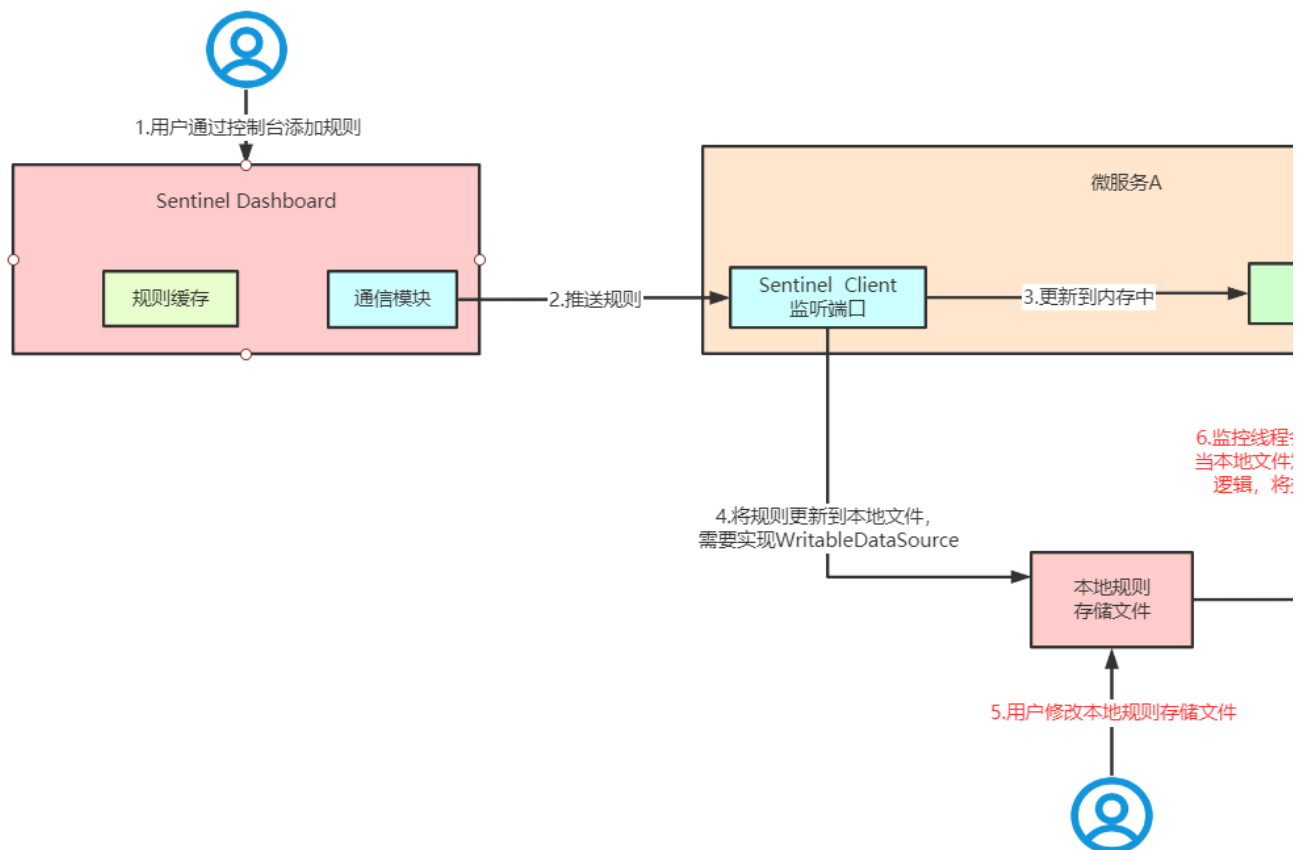 1.用户通过控制台添加规则
Sentinel Dashboard
微服务A
规则缓存
通信模块
2.推送规则
Sentinel Client
监听端口
3.更新到内存中
6.监控线程
当本地文件
逻辑，将
4.将规则更新到本地文件，
需要实现WritableDataSource
本地规则
存储文件
5.用户修改本地规则存储文件